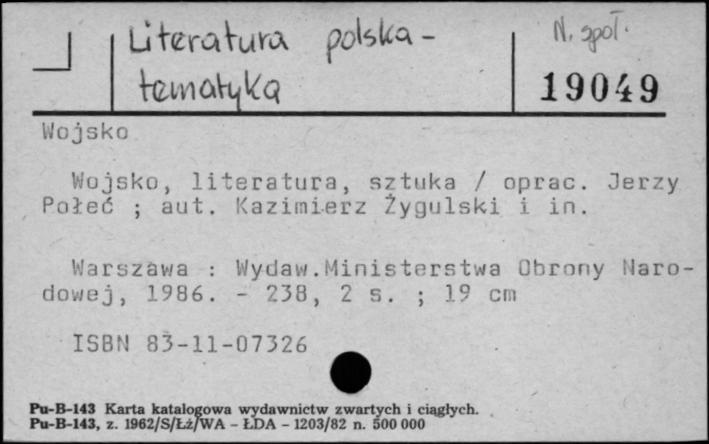 Literatura polska -
tematyka
N. społ.
19049
Wojsko
Wojsko, literatura, sztuka / oprac. Jerzy
Połeć ; aut. Kazimierz Żygulski i in.
Warszawa : Wydaw.Ministerstwa Obrony Naro-
dowej, 1986. - 238, 2 s. ; 19 cm
ISBN 83-11-07326
Pu-B-143 Karta katalogowa wydawnictw zwartych i ciągłych.
Pu-B-143, z. 1962/S/Łż/WA - ŁDA - 1203/82 n. 500 000